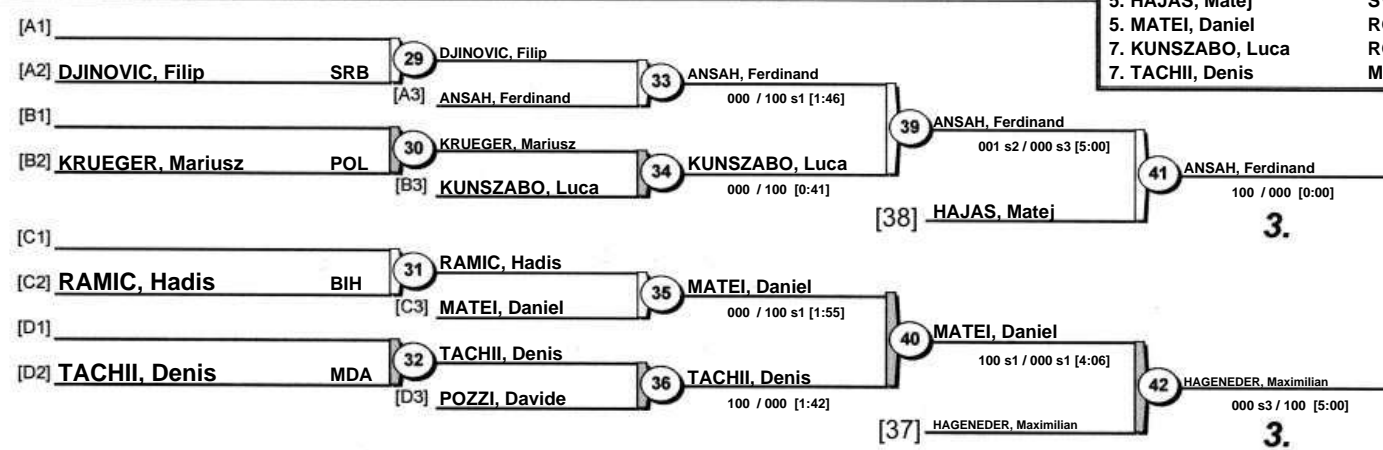 5. HAJAS, Matej
5. MATEI, Daniel
7. KUNSZABO, Luca
7. TACHII, Denis
[A1]
[A2] DJINOVIC, Filip SRB
29
DJINOVIC, Filip
[A3] ANSAH, Ferdinand
33
ANSAH, Ferdinand
000 / 100 s1 [1:46]
[B1]
[B2] KRUEGER, Mariusz POL
30
KRUEGER, Mariusz
[B3] KUNSZABO, Luca
34
KUNSZABO, Luca
000 / 100 [0:41]
39
ANSAH, Ferdinand
001 s2 / 000 s3 [5:00]
[38] HAJAS, Matej
41
ANSAH, Ferdinand
100 / 000 [0:00]
3.
[C1]
[C2] RAMIC, Hadis BIH
31
RAMIC, Hadis
[C3] MATEI, Daniel
35
MATEI, Daniel
000 / 100 s1 [1:55]
[D1]
[D2] TACHII, Denis MDA
32
TACHII, Denis
[D3] POZZI, Davide
36
TACHII, Denis
100 / 000 [1:42]
40
MATEI, Daniel
100 s1 / 000 s1 [4:06]
[37] HAGENEDER, Maximilian
42
HAGENEDER, Maximilian
000 s3 / 100 [5:00]
3.